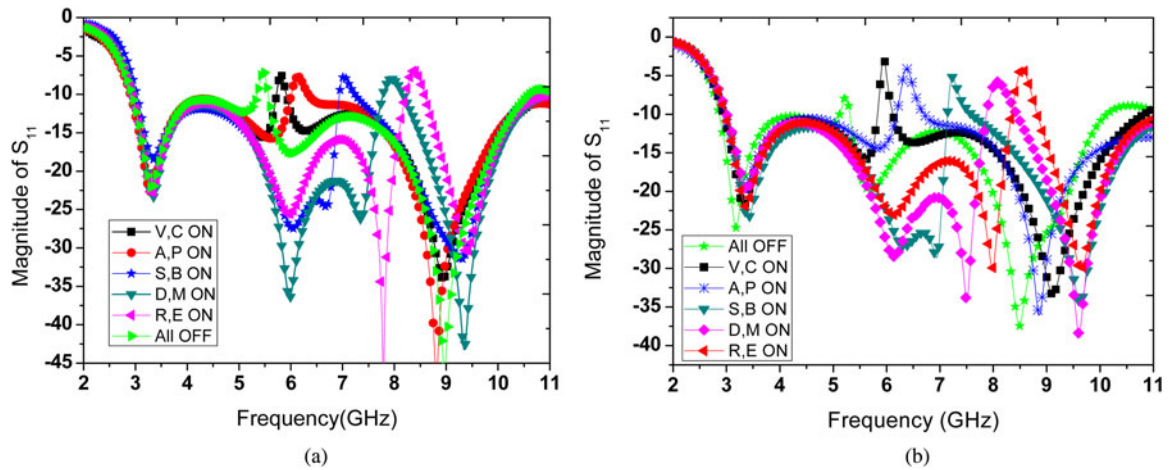 0
-5
-10
-15
-20
-25
-30
-35
-40
-45
Magnitude of S11
V,C ON
A,P ON
S,B ON
D,M ON
R,E ON
All OFF
2 3 4 5 6 7 8 9 10 11
Frequency(GHz)
(a)
0
-5
-10
-15
-20
-25
-30
-35
-40
Magnitude of S11
All OFF
V,C ON
A,P ON
S,B ON
D,M ON
R,E ON
2 3 4 5 6 7 8 9 10 11
Frequency (GHz)
(b)